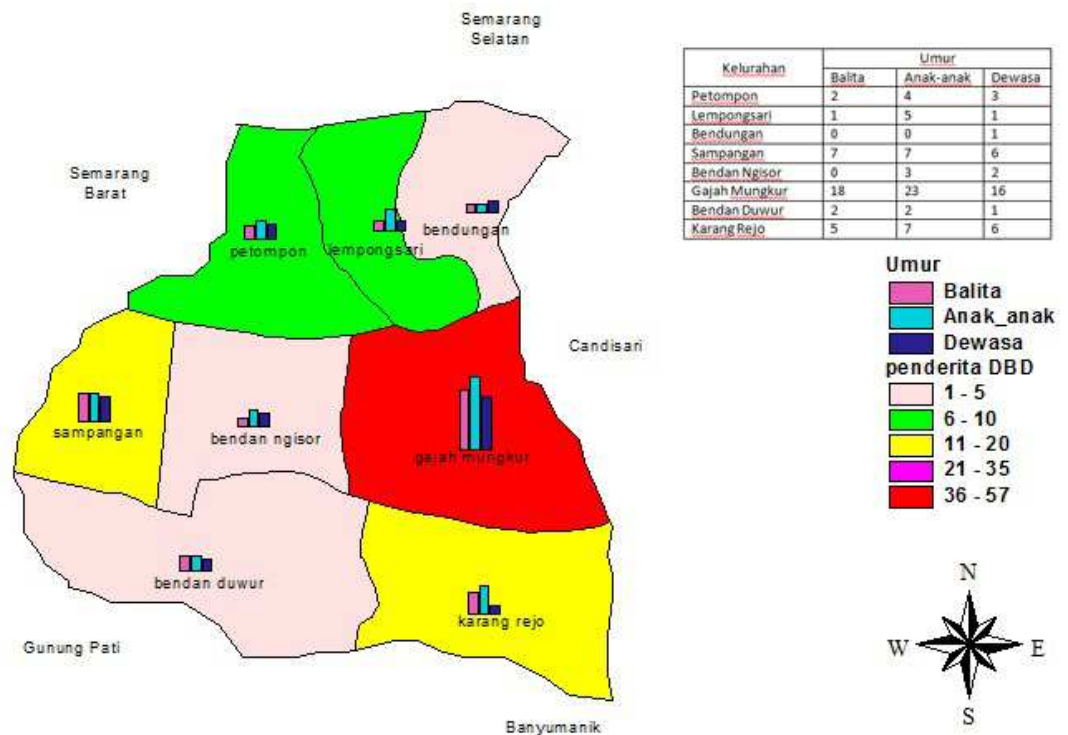 Semarang
Selatan
Semarang
Barat
petompon
lempongsari
bendungan
Candisari
sampangan
bendan ngisor
gajah mungkur
bendan duwur
karang rejo
Gunung Pati
Banyumanik
Kelurahan Umur
Balita Anak-anak Dewasa
Petompon 2 4 3
Lempongsari 1 5 1
Bendungan 0 0 1
Sampangan 7 7 6
Bendan Ngisor 0 3 2
Gajah Mungkur 18 23 16
Bendan Duwur 2 2 1
Karang Rejo 5 7 6
Umur
Balita
Anak_anak
Dewasa
penderita DBD
1 - 5
6 - 10
11 - 20
21 - 35
36 - 57
N
W E
S